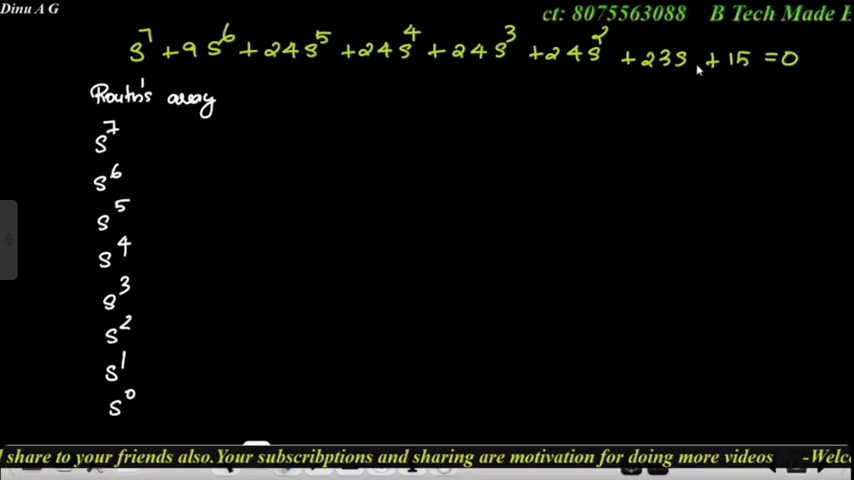 Dinu A G
ct: 8075563088 B Tech Made E
s⁷ + 9s⁶ + 24s⁵ + 24s⁴ + 24s³ + 24s² + 23s + 15 = 0
Routh's array
s⁷
s⁶
s⁵
s⁴
s³
s²
s¹
s⁰
l share to your friends also.Your subscribptions and sharing are motivation for doing more videos -Welc